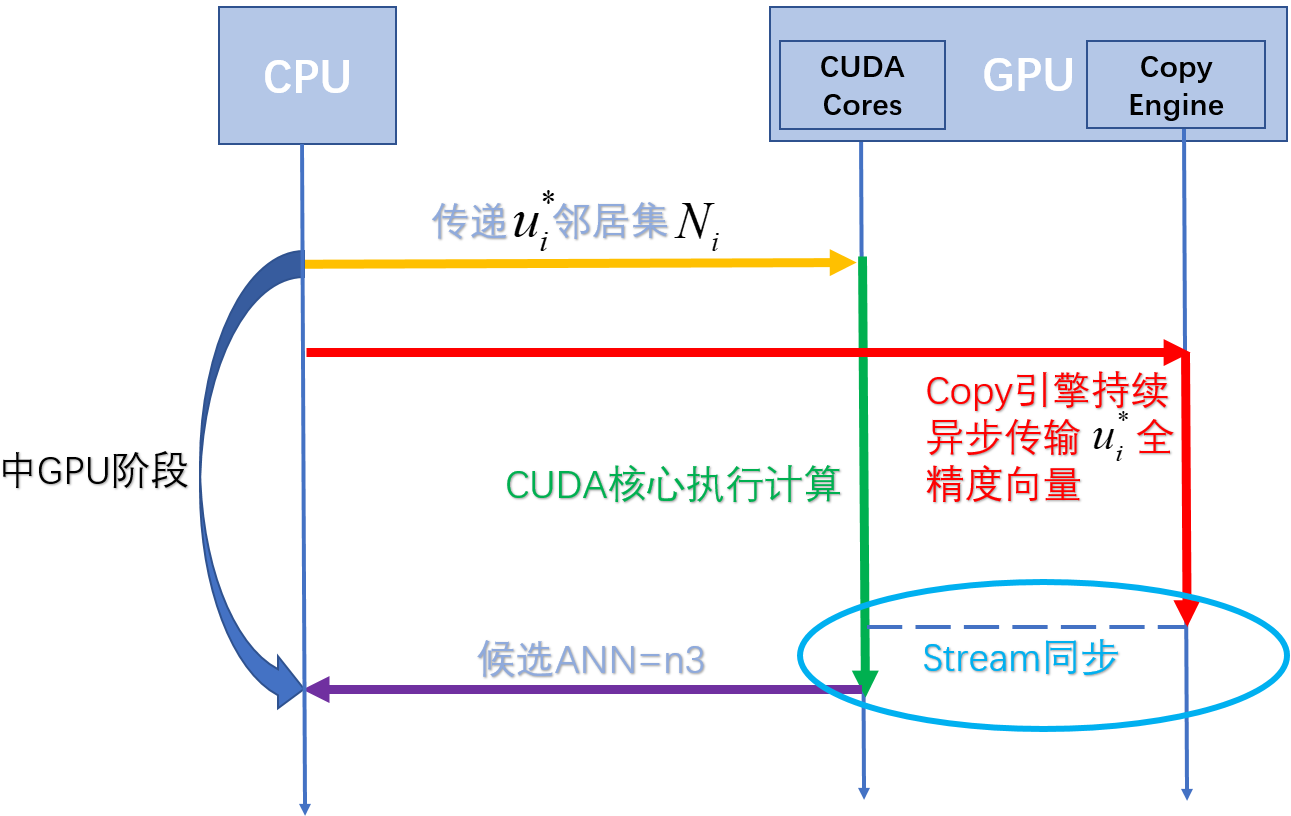 CPU
GPU
CUDA
Cores
Copy
Engine
传递 u_i^* 邻居集 N_i
Copy引擎持续
异步传输 u_i^* 全
精度向量
中GPU阶段
CUDA核心执行计算
候选ANN=n3
Stream同步